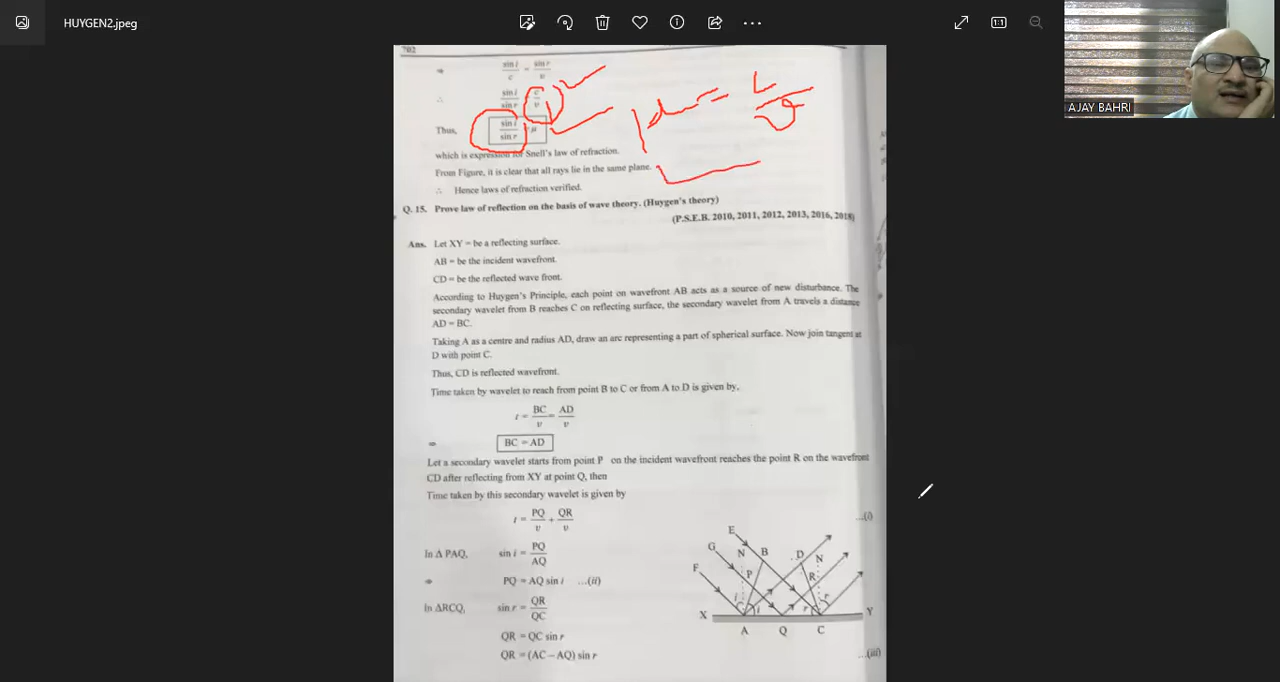 HUYGEN2.jpeg
1:1
AJAY BAHRI
702
⇒ sin i / c = sin r / v
∴ sin i / sin r = c / v
μ = c / v
Thus, sin i / sin r = μ
which is expression for Snell's law of refraction.
From Figure, it is clear that all rays lie in the same plane.
∴ Hence laws of refraction verified.
Q. 15. Prove law of reflection on the basis of wave theory. (Huygen's theory)
(P.S.E.B. 2010, 2011, 2012, 2013, 2016, 2018)
Ans. Let XY = be a reflecting surface.
AB = be the incident wavefront.
CD = be the reflected wave front.
According to Huygen's Principle, each point on wavefront AB acts as a source of new disturbance. The
secondary wavelet from B reaches C on reflecting surface, the secondary wavelet from A travels a distance
AD = BC.
Taking A as a centre and radius AD, draw an arc representing a part of spherical surface. Now join tangent at
D with point C.
Thus, CD is reflected wavefront.
Time taken by wavelet to reach from point B to C or from A to D is given by,
t = BC / v = AD / v
⇒ BC = AD
Let a secondary wavelet starts from point P on the incident wavefront reaches the point R on the wavefront
CD after reflecting from XY at point Q, then
Time taken by this secondary wavelet is given by
t = PQ / v + QR / v ...(i)
In Δ PAQ, sin i = PQ / AQ
⇒ PQ = AQ sin i ...(ii)
In ΔRCQ, sin r = QR / QC
QR = QC sin r
QR = (AC – AQ) sin r ...(iii)
E
G N B D N
F P R
i i r r
X Y
A Q C